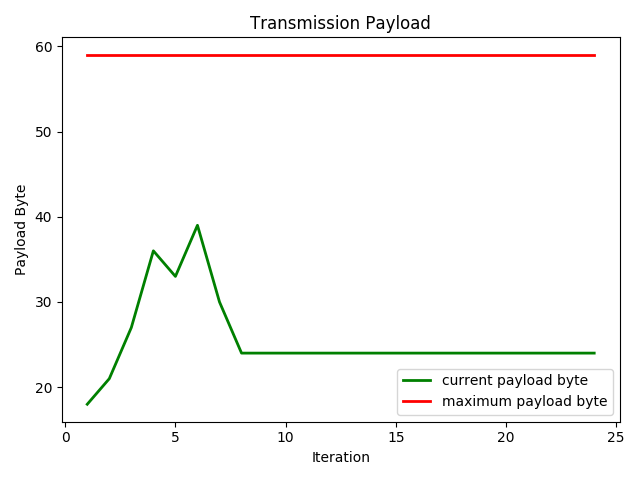 Transmission Payload
60
50
40
30
20
Payload Byte
0 5 10 15 20 25
Iteration
current payload byte
maximum payload byte